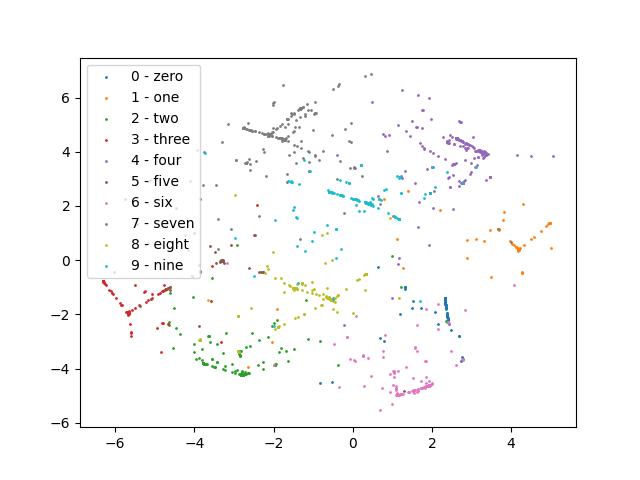 0 - zero
1 - one
2 - two
3 - three
4 - four
5 - five
6 - six
7 - seven
8 - eight
9 - nine
6
4
2
0
−2
−4
−6
−6
−4
−2
0
2
4